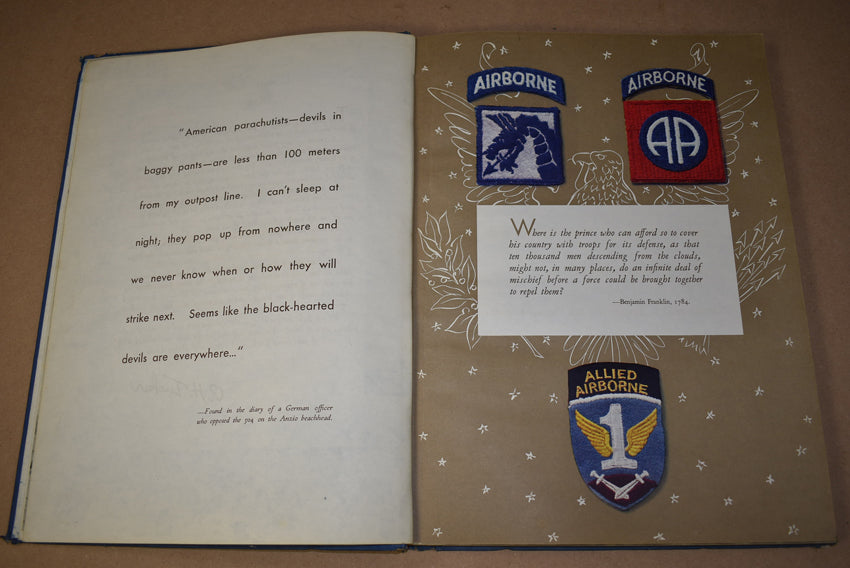 "American parachutists—devils in
baggy pants—are less than 100 meters
from my outpost line. I can't sleep at
night; they pop up from nowhere and
we never know when or how they will
strike next. Seems like the black-hearted
devils are everywhere..."
—Found in the diary of a German officer
who opposed the 504 on the Anzio beachhead.
AIRBORNE
AIRBORNE
AA
Where is the prince who can afford so to cover
his country with troops for its defense, as that
ten thousand men descending from the clouds,
might not, in many places, do an infinite deal of
mischief before a force could be brought together
to repel them?
—Benjamin Franklin, 1784.
ALLIED
AIRBORNE
1